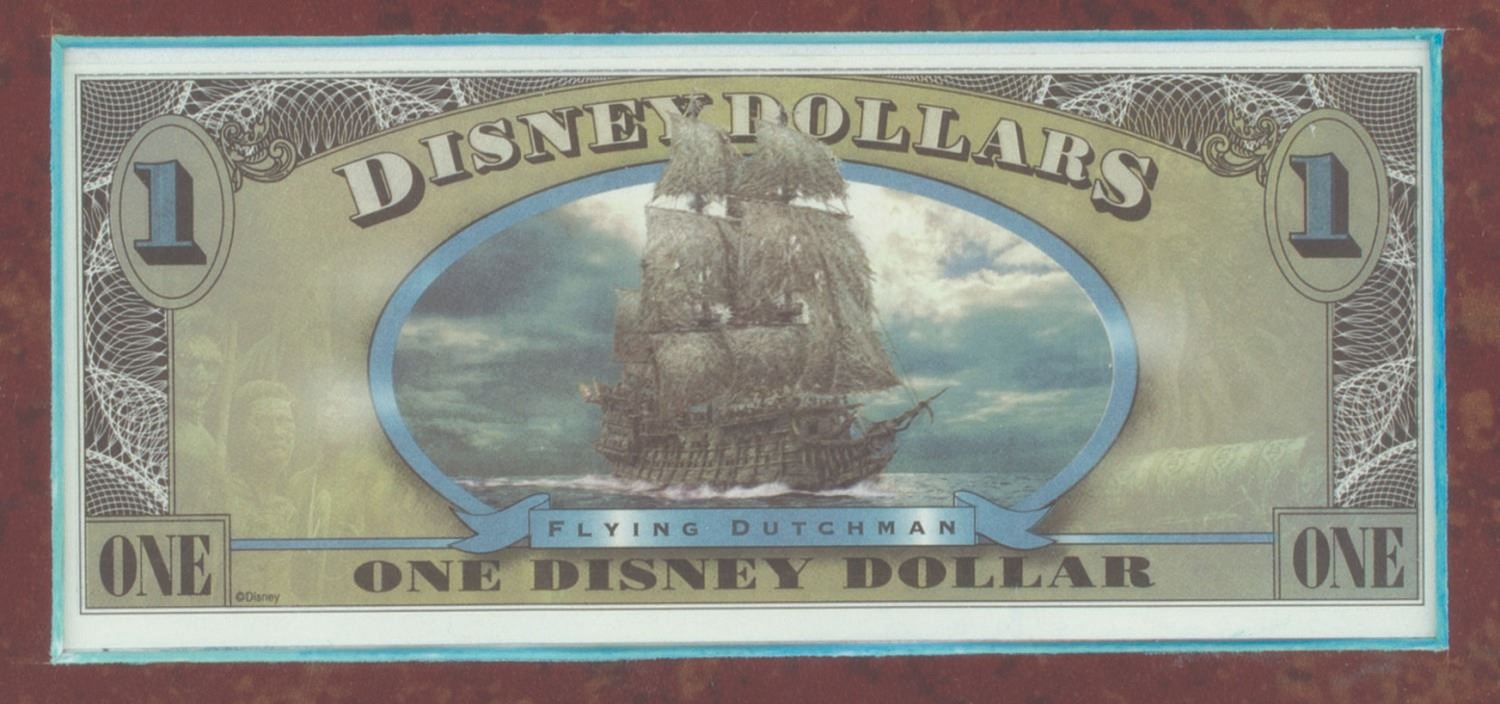 DISNEY DOLLARS
1
1
FLYING DUTCHMAN
ONE
ONE DISNEY DOLLAR
ONE
©Disney